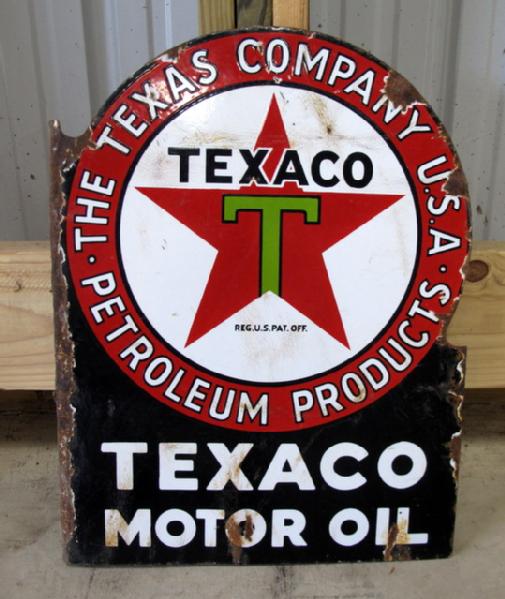 THE TEXAS COMPANY U.S.A.
PETROLEUM PRODUCTS
TEXACO
T
REG. U.S. PAT. OFF.
TEXACO
MOTOR OIL